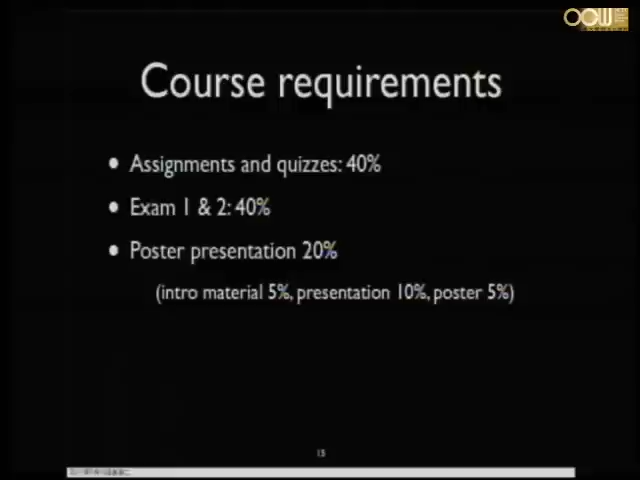 OCW
Course requirements
• Assignments and quizzes: 40%
• Exam 1 & 2: 40%
• Poster presentation 20%
(intro material 5%, presentation 10%, poster 5%)